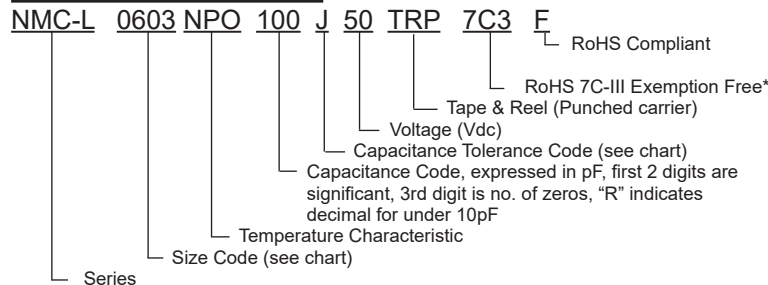 NMC-L 0603 NPO 100 J 50 TRP 7C3 F
RoHS Compliant
RoHS 7C-III Exemption Free*
Tape & Reel (Punched carrier)
Voltage (Vdc)
Capacitance Tolerance Code (see chart)
Capacitance Code, expressed in pF, first 2 digits are
significant, 3rd digit is no. of zeros, “R” indicates
decimal for under 10pF
Temperature Characteristic
Size Code (see chart)
Series